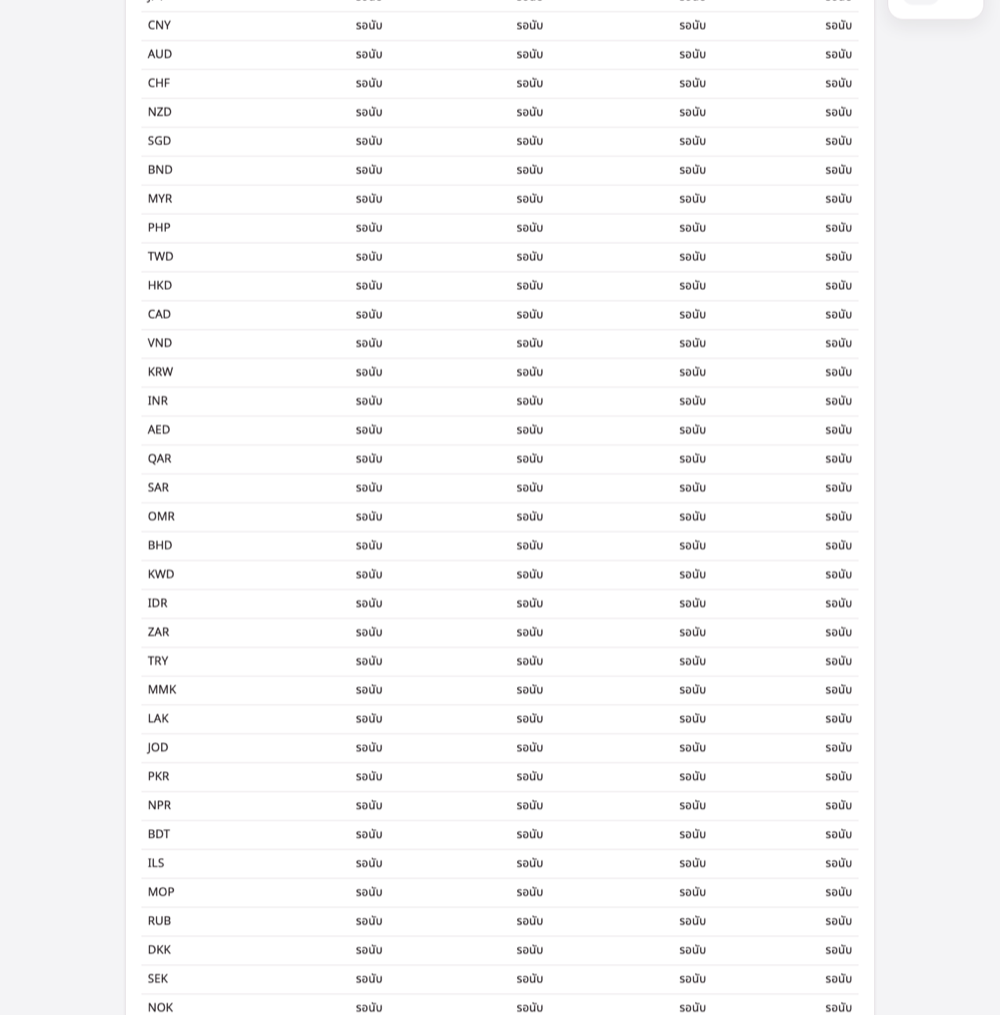 CNY รอนับ รอนับ รอนับ รอนับ
AUD รอนับ รอนับ รอนับ รอนับ
CHF รอนับ รอนับ รอนับ รอนับ
NZD รอนับ รอนับ รอนับ รอนับ
SGD รอนับ รอนับ รอนับ รอนับ
BND รอนับ รอนับ รอนับ รอนับ
MYR รอนับ รอนับ รอนับ รอนับ
PHP รอนับ รอนับ รอนับ รอนับ
TWD รอนับ รอนับ รอนับ รอนับ
HKD รอนับ รอนับ รอนับ รอนับ
CAD รอนับ รอนับ รอนับ รอนับ
VND รอนับ รอนับ รอนับ รอนับ
KRW รอนับ รอนับ รอนับ รอนับ
INR รอนับ รอนับ รอนับ รอนับ
AED รอนับ รอนับ รอนับ รอนับ
QAR รอนับ รอนับ รอนับ รอนับ
SAR รอนับ รอนับ รอนับ รอนับ
OMR รอนับ รอนับ รอนับ รอนับ
BHD รอนับ รอนับ รอนับ รอนับ
KWD รอนับ รอนับ รอนับ รอนับ
IDR รอนับ รอนับ รอนับ รอนับ
ZAR รอนับ รอนับ รอนับ รอนับ
TRY รอนับ รอนับ รอนับ รอนับ
MMK รอนับ รอนับ รอนับ รอนับ
LAK รอนับ รอนับ รอนับ รอนับ
JOD รอนับ รอนับ รอนับ รอนับ
PKR รอนับ รอนับ รอนับ รอนับ
NPR รอนับ รอนับ รอนับ รอนับ
BDT รอนับ รอนับ รอนับ รอนับ
ILS รอนับ รอนับ รอนับ รอนับ
MOP รอนับ รอนับ รอนับ รอนับ
RUB รอนับ รอนับ รอนับ รอนับ
DKK รอนับ รอนับ รอนับ รอนับ
SEK รอนับ รอนับ รอนับ รอนับ
NOK รอนับ รอนับ รอนับ รอนับ